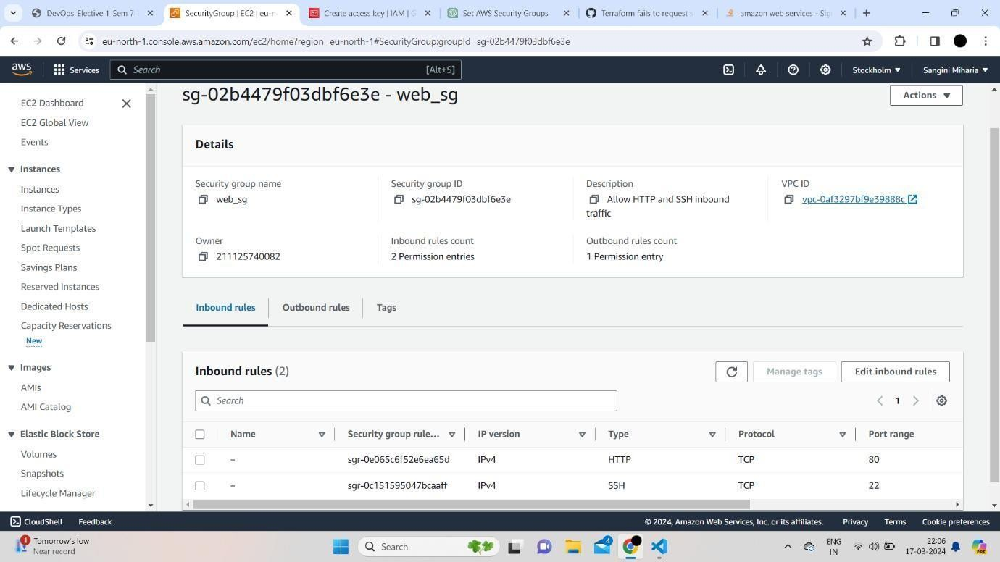 DevOps_Elective 1_Sem 7_
SecurityGroup | EC2 | eu-n
Create access key | IAM | G
Set AWS Security Groups
Terraform fails to request s
amazon web services - Sig
eu-north-1.console.aws.amazon.com/ec2/home?region=eu-north-1#SecurityGroup:groupId=sg-02b4479f03dbf6e3e
aws
Services
Search
[Alt+S]
Stockholm
Sangini Miharia
EC2 Dashboard
EC2 Global View
Events
Instances
Instances
Instance Types
Launch Templates
Spot Requests
Savings Plans
Reserved Instances
Dedicated Hosts
Capacity Reservations
New
Images
AMIs
AMI Catalog
Elastic Block Store
Volumes
Snapshots
Lifecycle Manager
sg-02b4479f03dbf6e3e - web_sg
Actions
Details
Security group name
web_sg
Security group ID
sg-02b4479f03dbf6e3e
Description
Allow HTTP and SSH inbound
traffic
VPC ID
vpc-0af3297bf9e39888c
Owner
211125740082
Inbound rules count
2 Permission entries
Outbound rules count
1 Permission entry
Inbound rules
Outbound rules
Tags
Inbound rules (2)
Manage tags
Edit inbound rules
Search
1
Name Security group rule... IP version Type Protocol Port range
– sgr-0e065c6f52e6ea65d IPv4 HTTP TCP 80
– sgr-0c151595047bcaaff IPv4 SSH TCP 22
CloudShell Feedback
© 2024, Amazon Web Services, Inc. or its affiliates. Privacy Terms Cookie preferences
1
Tomorrow's low
Near record
Search
4
ENG
IN
22:06
17-03-2024
PRE